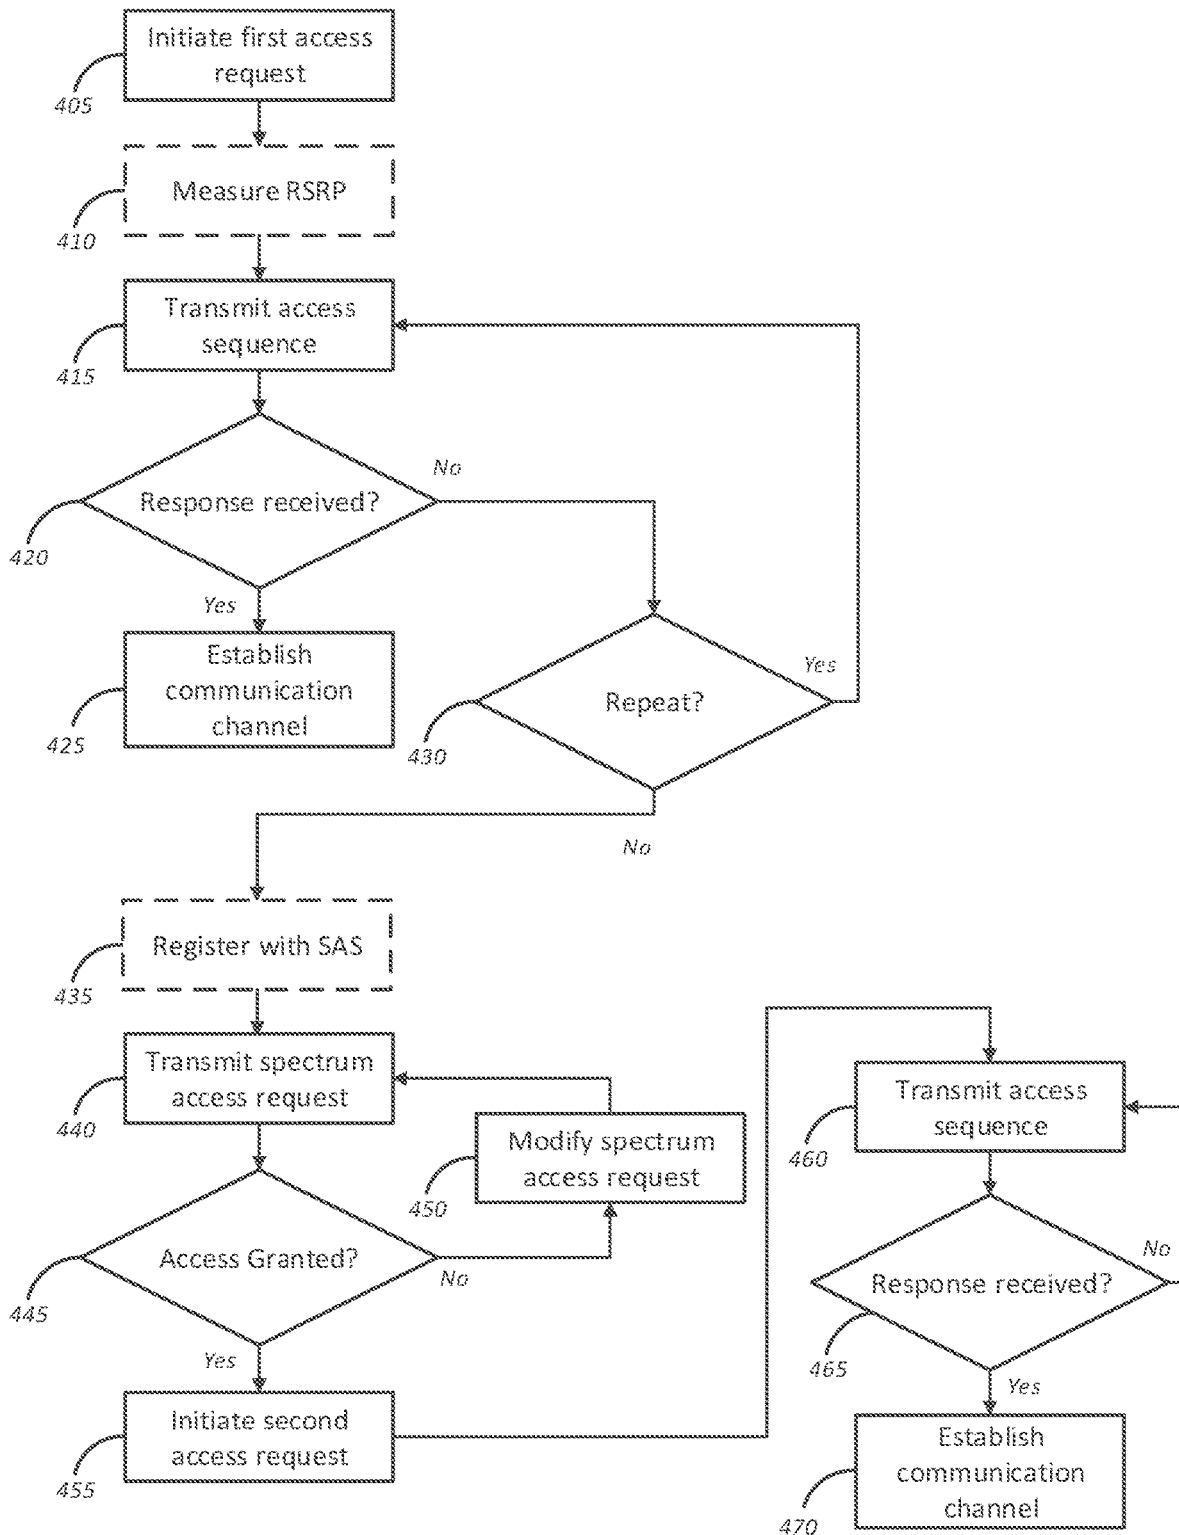 Initiate first access
request
405
Measure RSRP
410
Transmit access
sequence
415
No
Response received?
420
Yes
Establish
communication
channel
425
Yes
Repeat?
430
No
Register with SAS
435
Transmit spectrum
access request
440
Modify spectrum
access request
450
Access Granted?
No
445
Yes
Initiate second
access request
455
Transmit access
sequence
460
No
Response received?
465
Yes
Establish
communication
channel
470